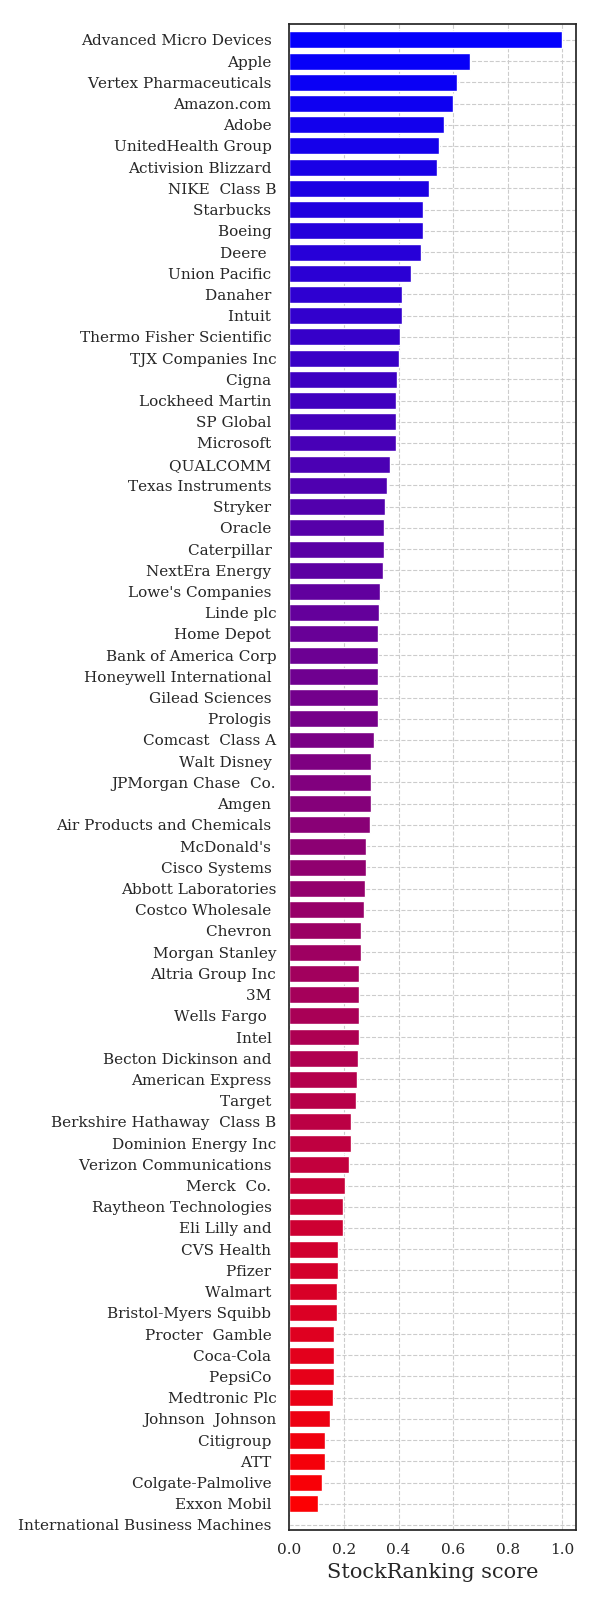 Advanced Micro Devices
Apple
Vertex Pharmaceuticals
Amazon.com
Adobe
UnitedHealth Group
Activision Blizzard
NIKE  Class B
Starbucks
Boeing
Deere
Union Pacific
Danaher
Intuit
Thermo Fisher Scientific
TJX Companies Inc
Cigna
Lockheed Martin
SP Global
Microsoft
QUALCOMM
Texas Instruments
Stryker
Oracle
Caterpillar
NextEra Energy
Lowe's Companies
Linde plc
Home Depot
Bank of America Corp
Honeywell International
Gilead Sciences
Prologis
Comcast  Class A
Walt Disney
JPMorgan Chase  Co.
Amgen
Air Products and Chemicals
McDonald's
Cisco Systems
Abbott Laboratories
Costco Wholesale
Chevron
Morgan Stanley
Altria Group Inc
3M
Wells Fargo
Intel
Becton Dickinson and
American Express
Target
Berkshire Hathaway  Class B
Dominion Energy Inc
Verizon Communications
Merck  Co.
Raytheon Technologies
Eli Lilly and
CVS Health
Pfizer
Walmart
Bristol-Myers Squibb
Procter  Gamble
Coca-Cola
PepsiCo
Medtronic Plc
Johnson  Johnson
Citigroup
ATT
Colgate-Palmolive
Exxon Mobil
International Business Machines
0.0 0.2 0.4 0.6 0.8 1.0
StockRanking score